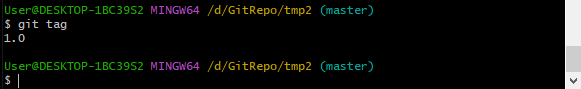 User@DESKTOP-1BC39S2 MINGW64 /d/GitRepo/tmp2 (master)
$ git tag
1.0
User@DESKTOP-1BC39S2 MINGW64 /d/GitRepo/tmp2 (master)
$